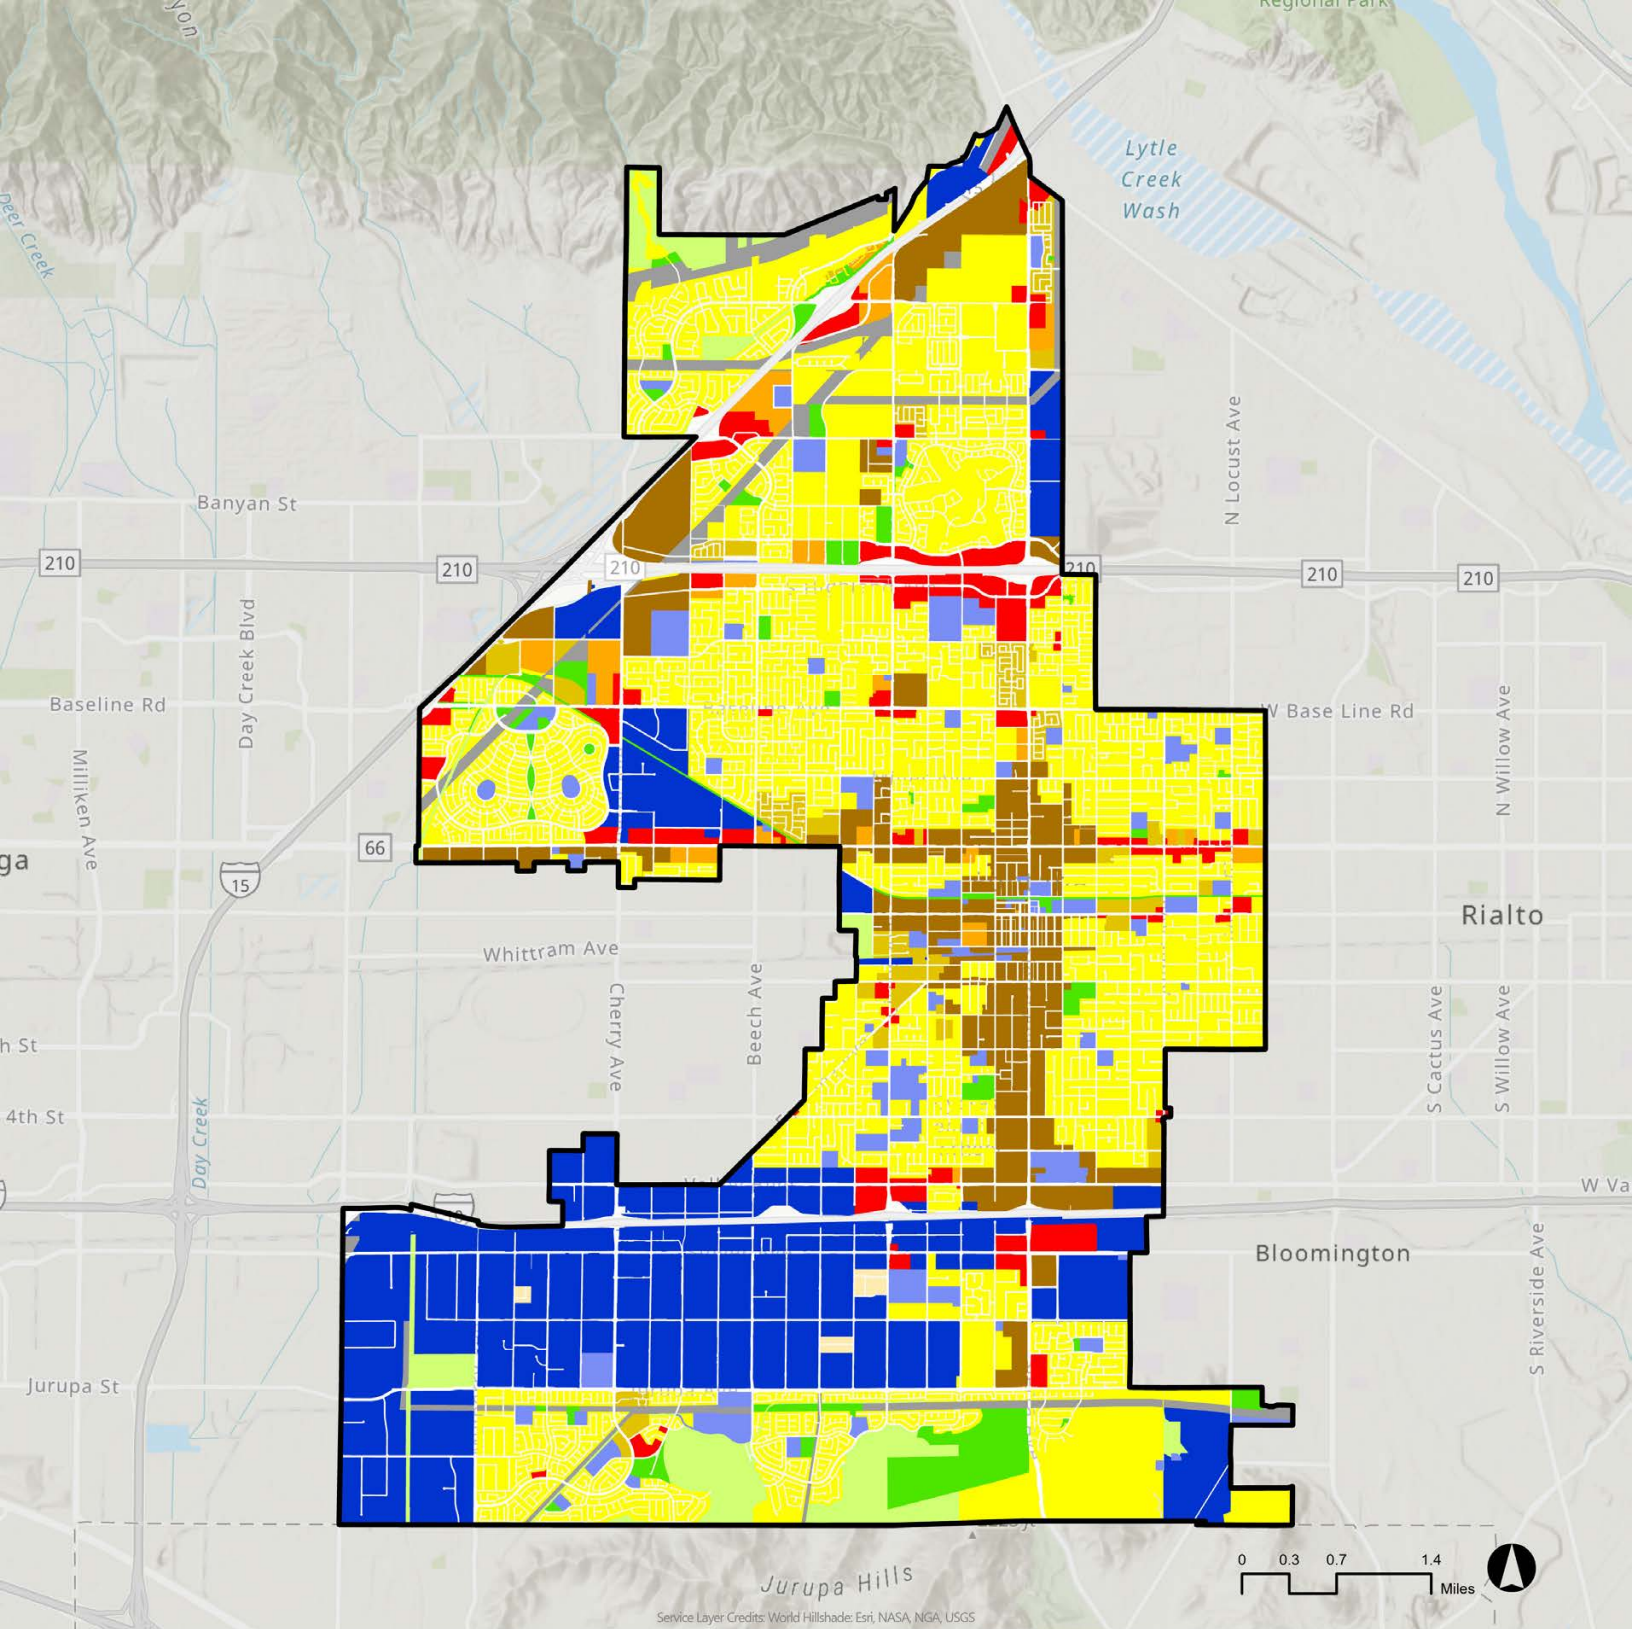 Regional Park
yon
Lytle
Creek
Wash
Deer Creek
N Locust Ave
Banyan St
210
210
210
210
210
210
Day Creek Blvd
Baseline Rd
W Base Line Rd
N Willow Ave
Milliken Ave
66
ga
15
Rialto
Whittram Ave
Cherry Ave
Beech Ave
S Cactus Ave
S Willow Ave
h St
4th St
Day Creek
W Va
Bloomington
S Riverside Ave
Jurupa St
Jurupa Hills
0 0.3 0.7 1.4
Miles
Service Layer Credits: World Hillshade: Esri, NASA, NGA, USGS